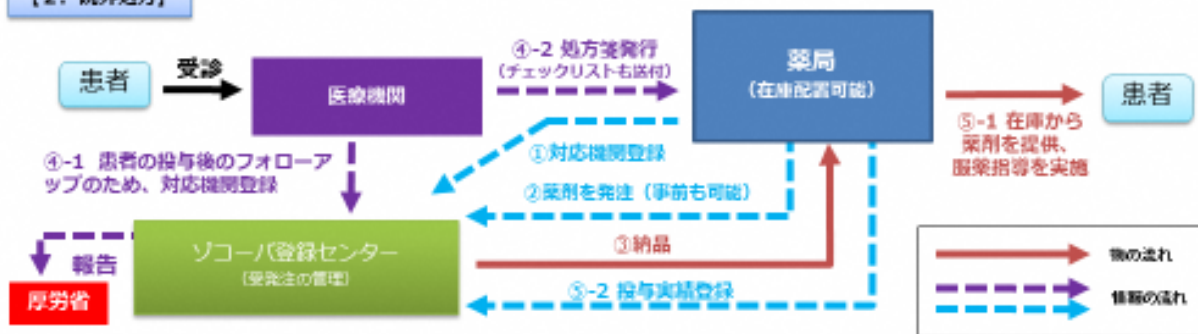 【２．院外処方】
患者
受診
医療機関
④-2 処方箋発行
（チェックリストも送付）
薬局
（在庫配置可能）
患者
⑤-1 在庫から
薬剤を提供、
服薬指導を実施
④-1 患者の投与後のフォローア
ップのため、対応機関登録
①対応機関登録
②薬剤を発注（事前も可能）
③納品
⑤-2 投与実績登録
ゾコーバ登録センター
（受発注の管理）
報告
厚労省
物の流れ
情報の流れ